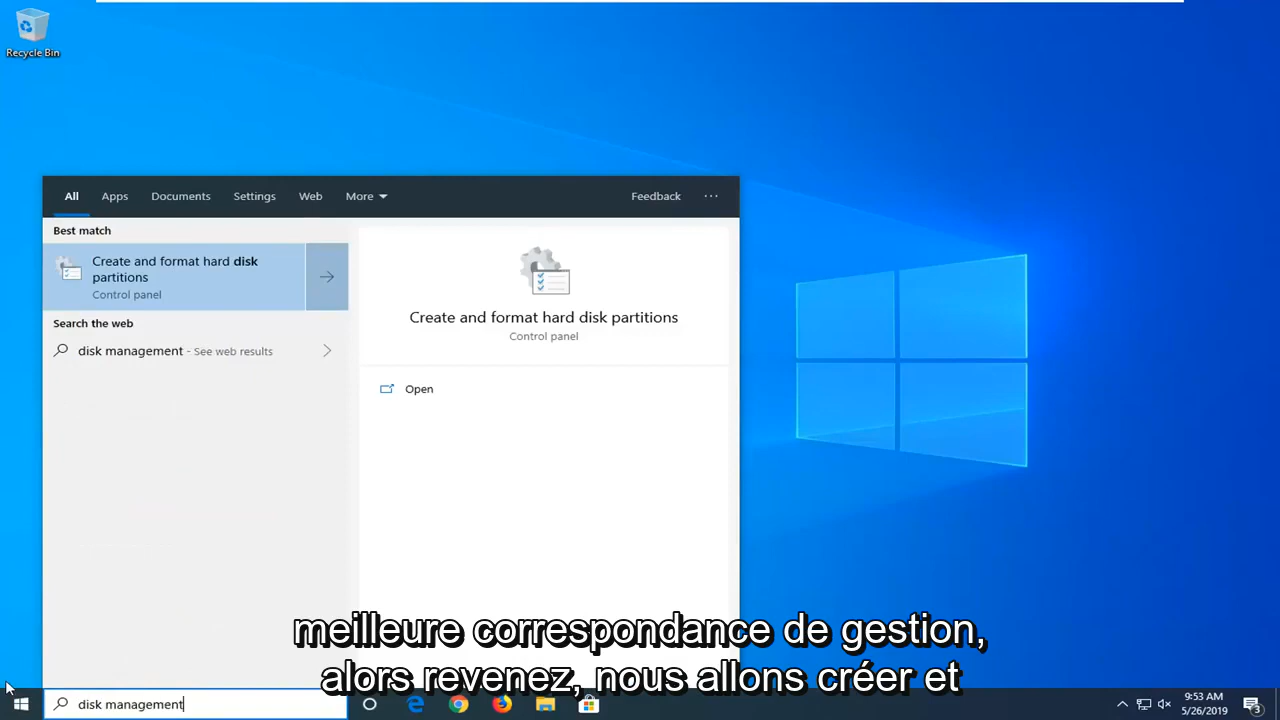 Recycle Bin
All Apps Documents Settings Web More Feedback ...
Best match
Create and format hard disk
partitions
Control panel
Search the web
disk management - See web results
Create and format hard disk partitions
Control panel
Open
meilleure correspondance de gestion,
alors revenez, nous allons créer et
disk management
9:53 AM
5/26/2019
3